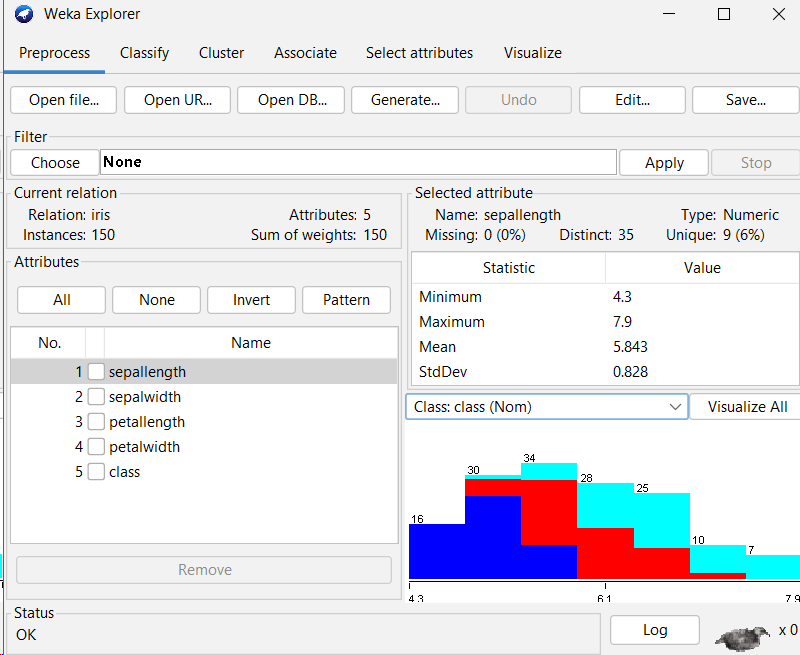 Weka Explorer
Preprocess Classify Cluster Associate Select attributes Visualize
Open file... Open UR... Open DB... Generate... Undo Edit... Save...
Filter
Choose None Apply Stop
Current relation
Relation: iris Attributes: 5
Instances: 150 Sum of weights: 150
Selected attribute
Name: sepallength Type: Numeric
Missing: 0 (0%) Distinct: 35 Unique: 9 (6%)
Statistic Value
Minimum 4.3
Maximum 7.9
Mean 5.843
StdDev 0.828
Attributes
All None Invert Pattern
No. Name
1 sepallength
2 sepalwidth
3 petallength
4 petalwidth
5 class
Remove
Class: class (Nom) Visualize All
16 30 34 28 25 10 7
4.3 6.1 7.9
Status
OK
Log x 0